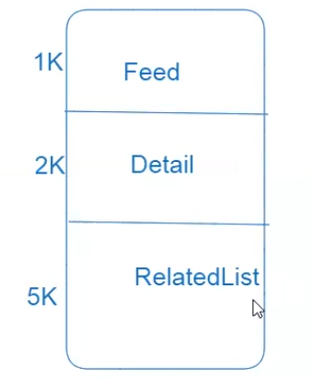 1K
Feed
2K
Detail
RelatedList
5K